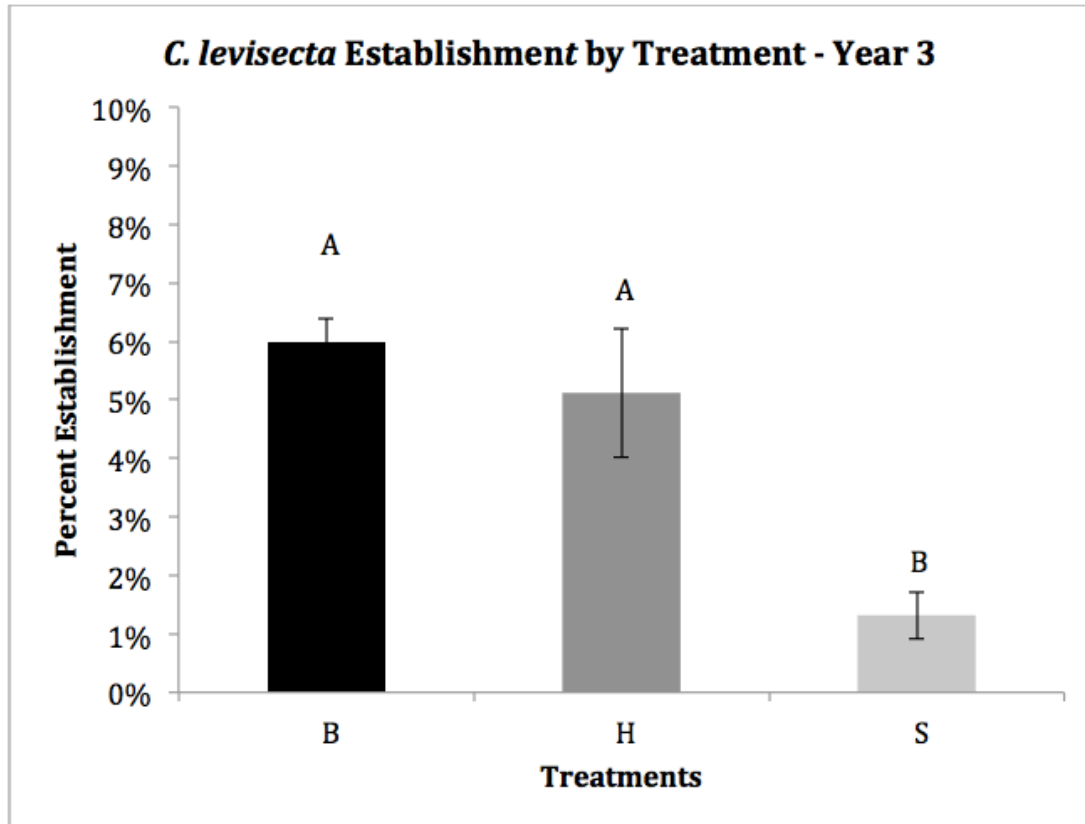 C. levisecta Establishment by Treatment - Year 3
10%
9%
8%
7%
6%
5%
4%
3%
2%
1%
0%
Percent Establishment
A
A
B
B
H
S
Treatments